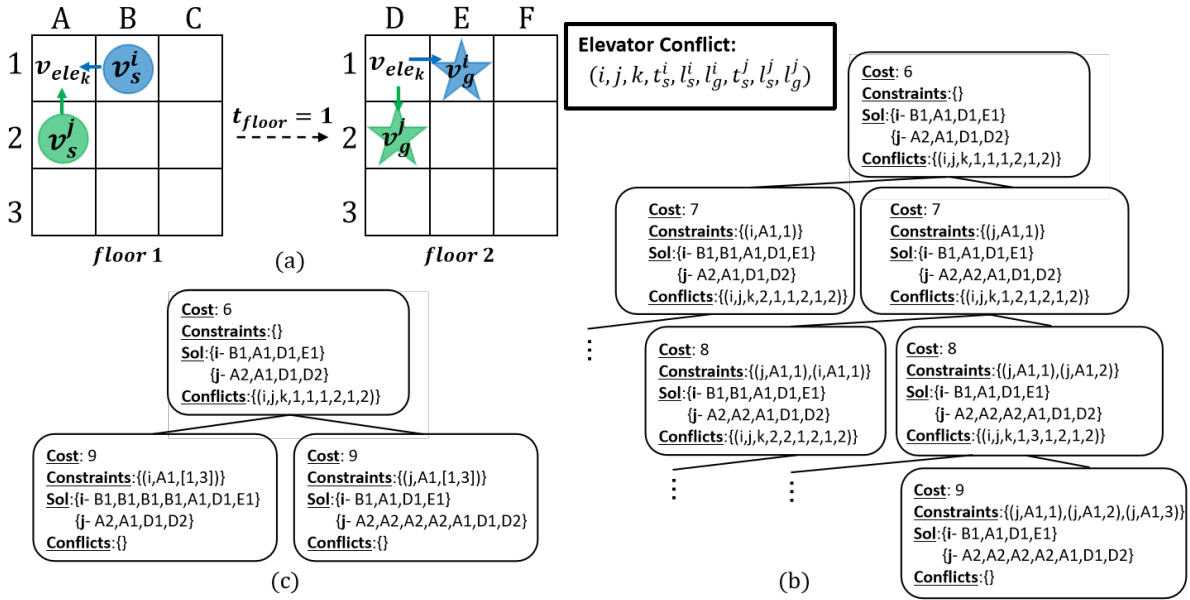 A B C
1 v_{ele_k} v_s^i
2 v_s^j
3
floor 1
t_{floor} = 1
D E F
1 v_{ele_k} v_g^i
2 v_g^j
3
floor 2
(a)
Elevator Conflict:
(i, j, k, t_s^i, l_s^i, l_g^i, t_s^j, l_s^j, l_g^j)
Cost: 6
Constraints:{}
Sol:{i- B1,A1,D1,E1}
{j- A2,A1,D1,D2}
Conflicts:{(i,j,k,1,1,1,2,1,2)}
Cost: 7
Constraints:{(i,A1,1)}
Sol:{i- B1,B1,A1,D1,E1}
{j- A2,A1,D1,D2}
Conflicts:{(i,j,k,2,1,1,2,1,2)}
Cost: 7
Constraints:{(j,A1,1)}
Sol:{i- B1,A1,D1,E1}
{j- A2,A2,A1,D1,D2}
Conflicts:{(i,j,k,1,2,1,2,1,2)}
⋮
Cost: 8
Constraints:{(j,A1,1),(i,A1,1)}
Sol:{i- B1,B1,A1,D1,E1}
{j- A2,A2,A1,D1,D2}
Conflicts:{(i,j,k,2,2,1,2,1,2)}
Cost: 8
Constraints:{(j,A1,1),(j,A1,2)}
Sol:{i- B1,A1,D1,E1}
{j- A2,A2,A2,A1,D1,D2}
Conflicts:{(i,j,k,1,3,1,2,1,2)}
⋮ ⋮
Cost: 9
Constraints:{(j,A1,1),(j,A1,2),(j,A1,3)}
Sol:{i- B1,A1,D1,E1}
{j- A2,A2,A2,A2,A1,D1,D2}
Conflicts:{}
(b)
Cost: 6
Constraints:{}
Sol:{i- B1,A1,D1,E1}
{j- A2,A1,D1,D2}
Conflicts:{(i,j,k,1,1,1,2,1,2)}
Cost: 9
Constraints:{(i,A1,[1,3])}
Sol:{i- B1,B1,B1,B1,A1,D1,E1}
{j- A2,A1,D1,D2}
Conflicts:{}
Cost: 9
Constraints:{(j,A1,[1,3])}
Sol:{i- B1,A1,D1,E1}
{j- A2,A2,A2,A2,A1,D1,D2}
Conflicts:{}
(c)